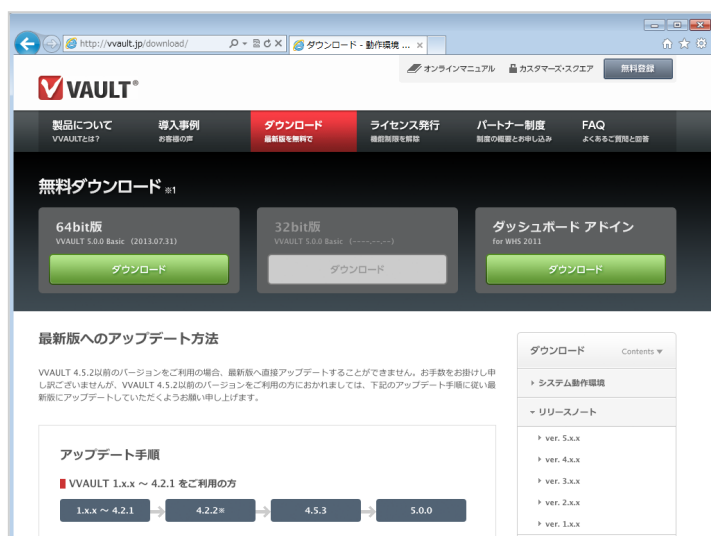 http://vvault.jp/download/
ダウンロード - 動作環境 ...
オンラインマニュアル カスタマーズ・スクエア 無料登録
VVAULT®
製品について 導入事例 ダウンロード ライセンス発行 パートナー制度 FAQ
VVAULTとは? お客様の声 最新版を無料で 機能制限を解除 制度の概要とお申し込み よくあるご質問と回答
無料ダウンロード ※1
64bit版 32bit版 ダッシュボード アドイン
VVAULT 5.0.0 Basic (2013.07.31) VVAULT 5.0.0 Basic (----.--.--) for WHS 2011
ダウンロード ダウンロード ダウンロード
最新版へのアップデート方法
VVAULT 4.5.2以前のバージョンをご利用の場合、最新版へ直接アップデートすることができません。お手数をお掛けし申
し訳ございませんが、VVAULT 4.5.2以前のバージョンをご利用の方におかれましては、下記のアップデート手順に従い最
新版にアップデートしていただくようお願い申し上げます。
アップデート手順
VVAULT 1.x.x ～ 4.2.1 をご利用の方
1.x.x ～ 4.2.1 4.2.2※ 4.5.3 5.0.0
ダウンロード Contents ▼
システム動作環境
リリースノート
ver. 5.x.x
ver. 4.x.x
ver. 3.x.x
ver. 2.x.x
ver. 1.x.x